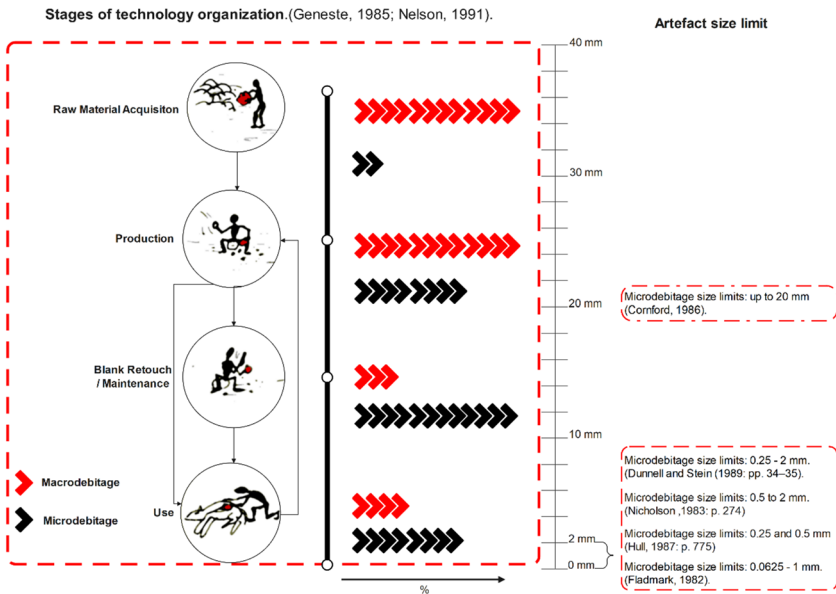 Stages of technology organization.(Geneste, 1985; Nelson, 1991).
Artefact size limit
40 mm
Raw Material Acquisiton
30 mm
Production
20 mm
Microdebitage size limits: up to 20 mm
(Cornford, 1986).
Blank Retouch
/ Maintenance
10 mm
Microdebitage size limits: 0.25 - 2 mm.
(Dunnell and Stein (1989: pp. 34–35).
Microdebitage size limits: 0.5 to 2 mm.
(Nicholson ,1983: p. 274)
Microdebitage size limits: 0.25 and 0.5 mm
(Hull, 1987: p. 775)
Microdebitage size limits: 0.0625 - 1 mm.
(Fladmark, 1982).
Macrodebitage
Microdebitage
Use
2 mm
0 mm
%